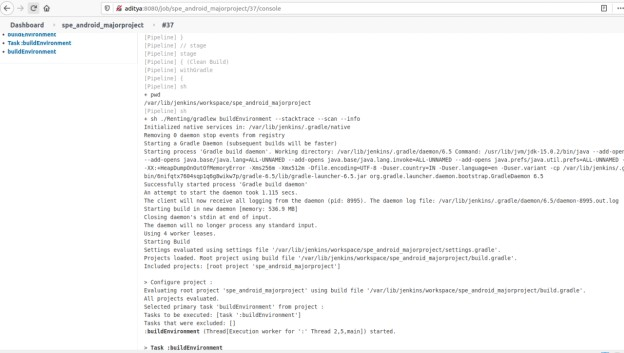 aditya:8080/job/spe_android_majorproject/37/console
Dashboard
spe_android_majorproject
#37
buildEnvironment
Task :buildEnvironment
buildEnvironment
[Pipeline] }
[Pipeline] // stage
[Pipeline] stage
[Pipeline] { (Clean Build)
[Pipeline] withGradle
[Pipeline] {
[Pipeline] sh
+ pwd
/var/lib/jenkins/workspace/spe_android_majorproject
[Pipeline] sh
+ sh ./Renting/gradlew buildEnvironment --stacktrace --scan --info
Initialized native services in: /var/lib/jenkins/.gradle/native
Removing 0 daemon stop events from registry
Starting a Gradle Daemon (subsequent builds will be faster)
Starting process 'Gradle build daemon'. Working directory: /var/lib/jenkins/.gradle/daemon/6.5 Command: /usr/lib/jvm/jdk-15.0.2/bin/java --add-open
--add-opens java.base/java.lang=ALL-UNNAMED --add-opens java.base/java.lang.invoke=ALL-UNNAMED --add-opens java.prefs/java.util.prefs=ALL-UNNAMED
-XX:+HeapDumpOnOutOfMemoryError -Xms256m -Xmx512m -Dfile.encoding=UTF-8 -Duser.country=IN -Duser.language=en -Duser.variant -cp /var/lib/jenkins/.g
gradle-6.5/lib/gradle-launcher-6.5.jar org.gradle.launcher.daemon.bootstrap.GradleDaemon 6.5
Successfully started process 'Gradle build daemon'
An attempt to start the daemon took 1.115 secs.
The client will now receive all logging from the daemon (pid: 8995). The daemon log file: /var/lib/jenkins/.gradle/daemon/6.5/daemon-8995.out.log
Starting build in new daemon [memory: 536.9 MB]
Closing daemon's stdin at end of input.
The daemon will no longer process any standard input.
Using 4 worker leases.
Starting Build
Settings evaluated using settings file '/var/lib/jenkins/workspace/spe_android_majorproject/settings.gradle'.
Projects loaded. Root project using build file '/var/lib/jenkins/workspace/spe_android_majorproject/build.gradle'.
Included projects: [root project 'spe_android_majorproject']
> Configure project :
Evaluating root project 'spe_android_majorproject' using build file '/var/lib/jenkins/workspace/spe_android_majorproject/build.gradle'.
All projects evaluated.
Selected primary task 'buildEnvironment' from project :
Tasks to be executed: [task ':buildEnvironment']
Tasks that were excluded: []
:buildEnvironment (Thread[Execution worker for ':' Thread 2,5,main]) started.
> Task :buildEnvironment